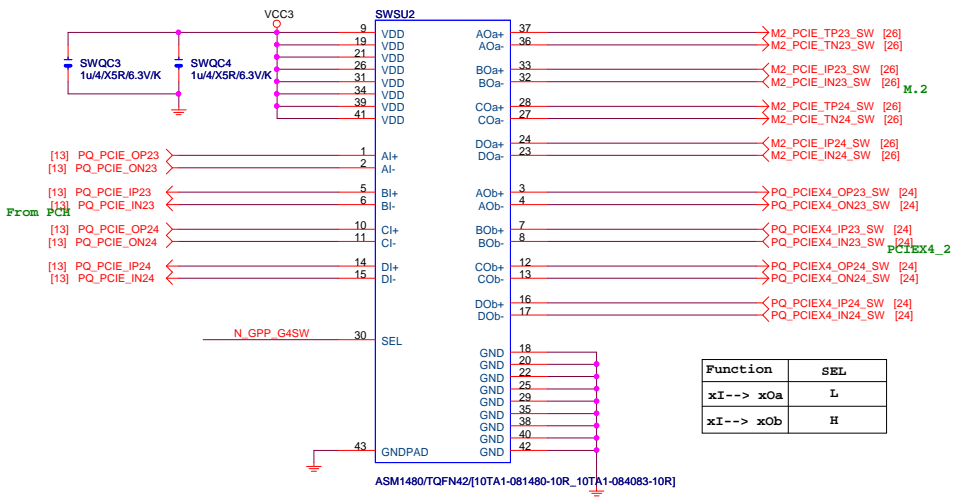 VCC3
SWSU2
SWQC3
1u/4/X5R/6.3V/K
SWQC4
1u/4/X5R/6.3V/K
9 VDD
19 VDD
21 VDD
26 VDD
31 VDD
34 VDD
39 VDD
41 VDD
[13] PQ_PCIE_OP23 1 AI+
[13] PQ_PCIE_ON23 2 AI-
[13] PQ_PCIE_IP23 5 BI+
[13] PQ_PCIE_IN23 6 BI-
From PCH
[13] PQ_PCIE_OP24 10 CI+
[13] PQ_PCIE_ON24 11 CI-
[13] PQ_PCIE_IP24 14 DI+
[13] PQ_PCIE_IN24 15 DI-
N_GPP_G4SW 30 SEL
43 GNDPAD
AOa+ 37 M2_PCIE_TP23_SW [26]
AOa- 36 M2_PCIE_TN23_SW [26]
BOa+ 33 M2_PCIE_IP23_SW [26]
BOa- 32 M2_PCIE_IN23_SW [26]
M.2
COa+ 28 M2_PCIE_TP24_SW [26]
COa- 27 M2_PCIE_TN24_SW [26]
DOa+ 24 M2_PCIE_IP24_SW [26]
DOa- 23 M2_PCIE_IN24_SW [26]
AOb+ 3 PQ_PCIEX4_OP23_SW [24]
AOb- 4 PQ_PCIEX4_ON23_SW [24]
BOb+ 7 PQ_PCIEX4_IP23_SW [24]
BOb- 8 PQ_PCIEX4_IN23_SW [24]
PCIEX4_2
COb+ 12 PQ_PCIEX4_OP24_SW [24]
COb- 13 PQ_PCIEX4_ON24_SW [24]
DOb+ 16 PQ_PCIEX4_IP24_SW [24]
DOb- 17 PQ_PCIEX4_IN24_SW [24]
GND 18
GND 20
GND 22
GND 25
GND 29
GND 35
GND 38
GND 40
GND 42
Function SEL
xI--> xOa L
xI--> xOb H
ASM1480/TQFN42/[10TA1-081480-10R_10TA1-084083-10R]